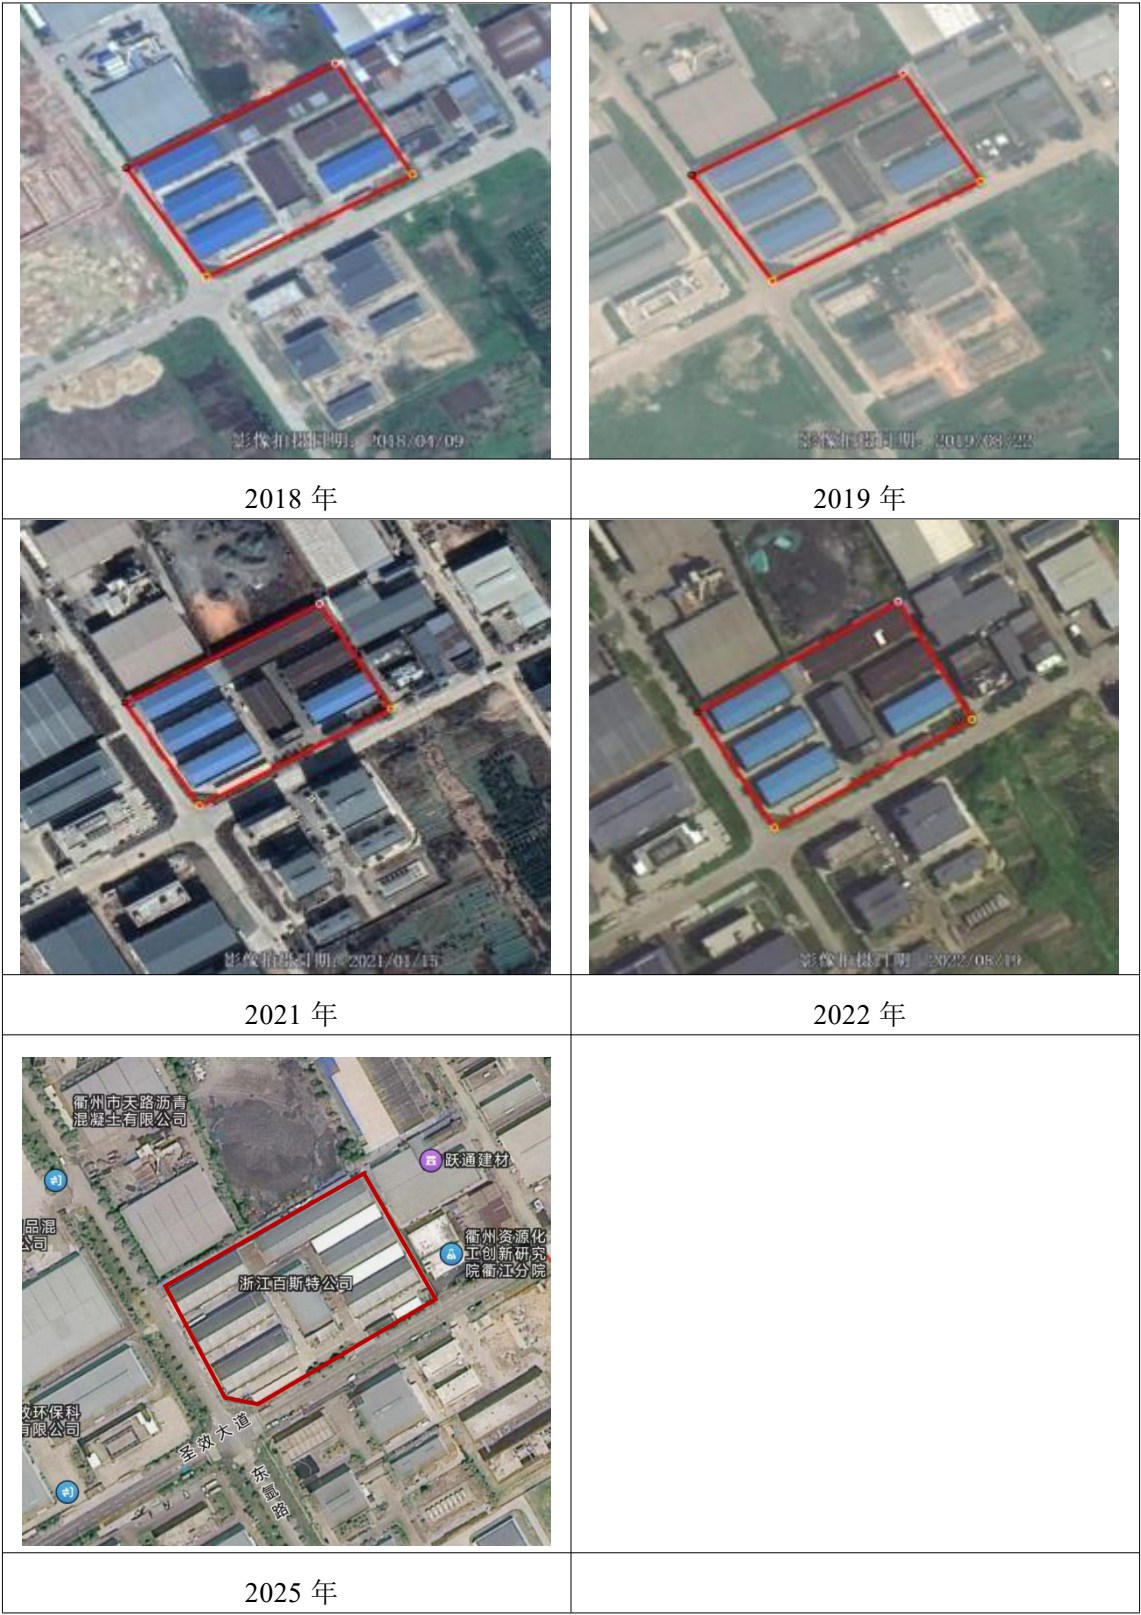 影像拍摄日期: 2018/04/09
影像拍摄日期: 2019/08/22
2018 年
2019 年
影像拍摄日期: 2021/01/15
影像拍摄日期: 2022/08/19
2021 年
2022 年
衢州市天路沥青
混凝土有限公司
跃通建材
品混
公司
衢州资源化
工创新研究
院衢江分院
浙江百斯特公司
效环保科
有限公司
圣效大道
东氤路
2025 年